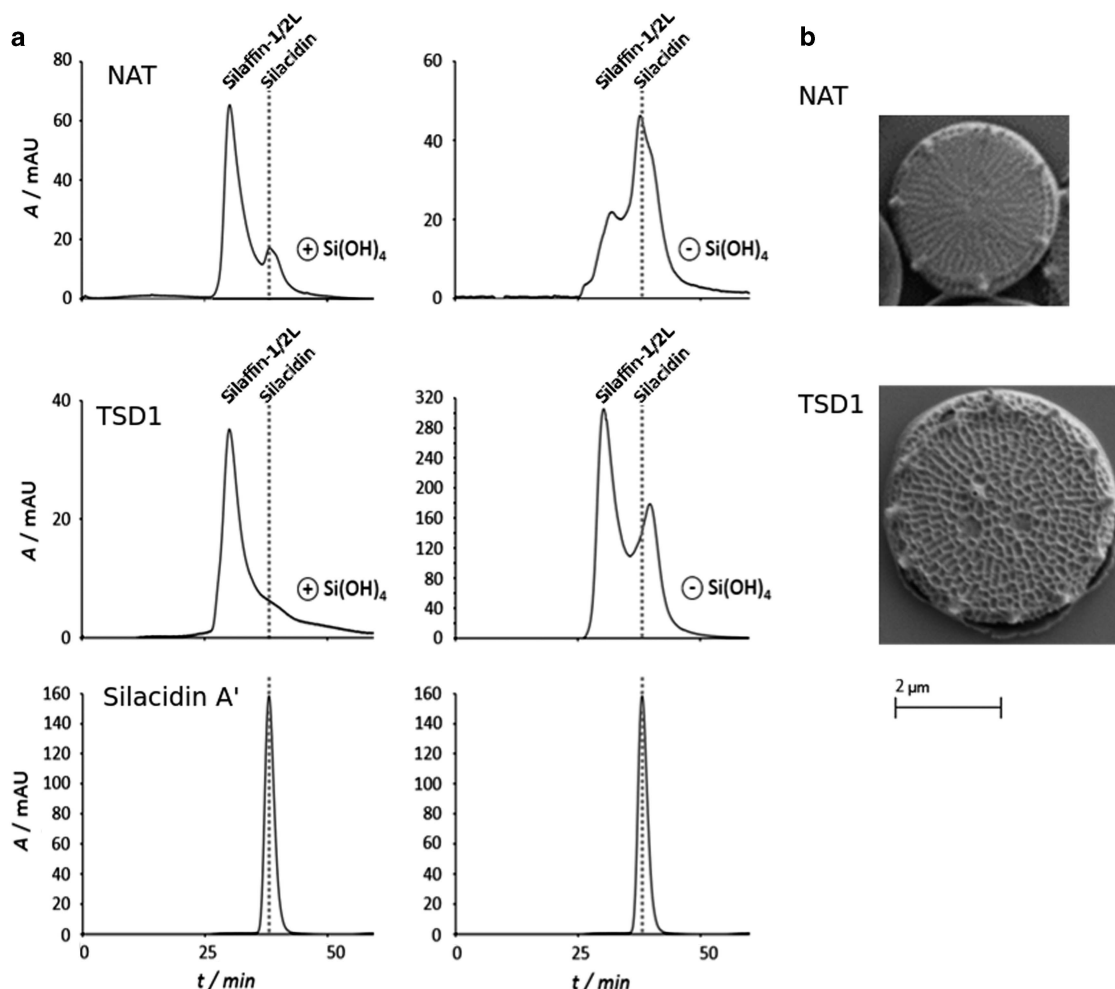 a
b
80
60
40
20
0
A / mAU
NAT
Silaffin-1/2L
Silacidin
+ Si(OH)4
60
40
20
0
Silaffin-1/2L
Silacidin
- Si(OH)4
NAT
40
20
0
A / mAU
TSD1
Silaffin-1/2L
Silacidin
+ Si(OH)4
320
280
240
200
180
160
120
80
40
0
Silaffin-1/2L
Silacidin
- Si(OH)4
TSD1
2 µm
160
140
120
100
80
60
40
20
0
A / mAU
Silacidin A'
0
25
50
t / min
160
140
120
100
80
60
40
20
0
0
25
50
t / min